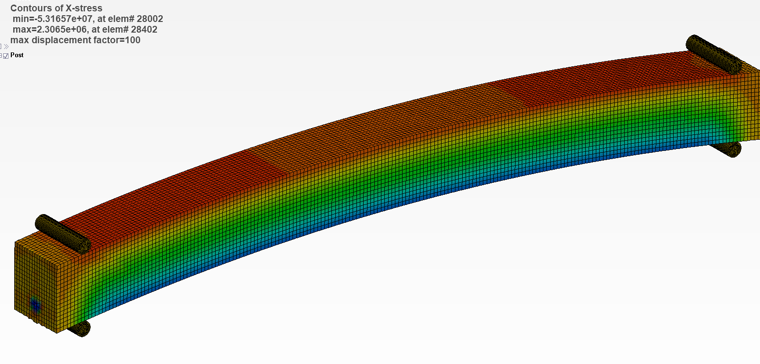 Contours of X-stress
min=-5.31657e+07, at elem# 28002
max=2.3065e+06, at elem# 28402
max displacement factor=100
Post